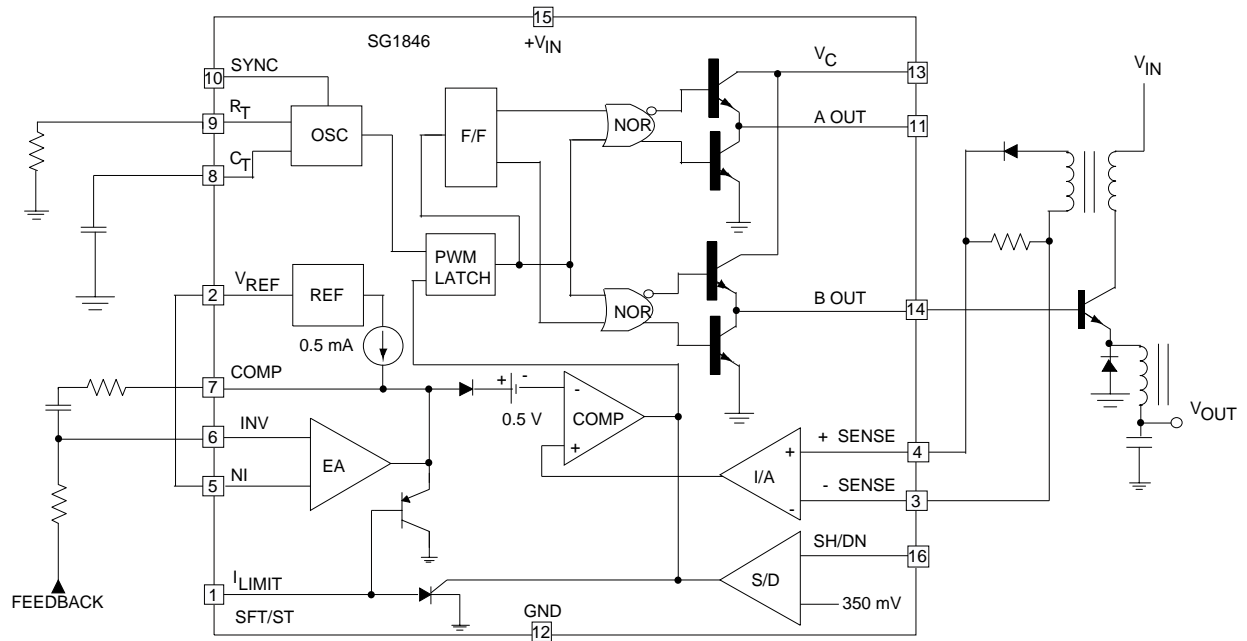 15
SG1846
+VIN
SYNC
10
VC
13
VIN
RT
9
OSC
F/F
NOR
A OUT
11
CT
8
PWM
LATCH
VREF
2
REF
NOR
B OUT
14
0.5 mA
COMP
7
+ -
-
0.5 V
COMP
+
VOUT
INV
6
EA
+ SENSE
4
+
I/A
NI
5
- SENSE
3
-
SH/DN
16
S/D
350 mV
ILIMIT
1
FEEDBACK
SFT/ST
GND
12